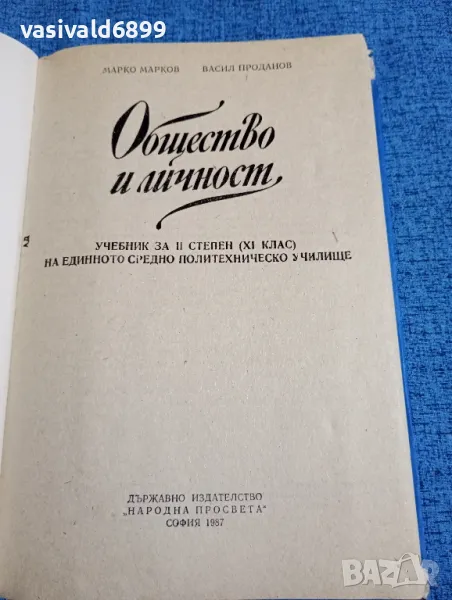 vasivald6899
МАРКО МАРКОВ ВАСИЛ ПРОДАНОВ
Общество
и личност
УЧЕБНИК ЗА II СТЕПЕН (XI КЛАС)
НА ЕДИННОТО СРЕДНО ПОЛИТЕХНИЧЕСКО УЧИЛИЩЕ
ДЪРЖАВНО ИЗДАТЕЛСТВО
„НАРОДНА ПРОСВЕТА"
СОФИЯ 1987
BAZAR